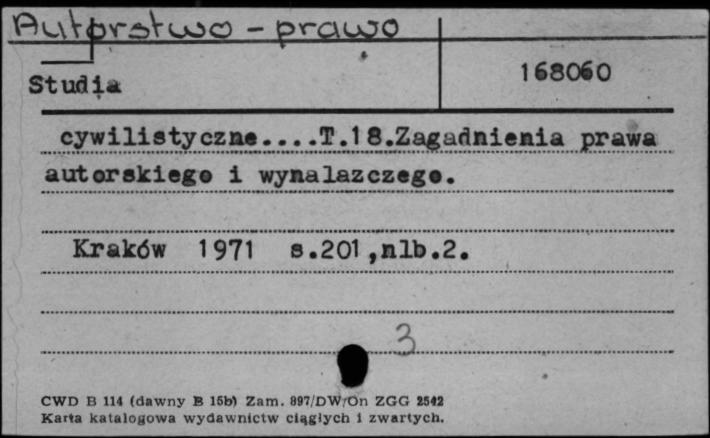 Autorstwo - prawo
168060
Studia
cywilistyczne....T.18.Zagadnienia prawa
autorskiego i wynalazczego.
Kraków 1971 s.201,nlb.2.
3
CWD B 114 (dawny B 15b) Zam. 897/DW/On ZGG 2542
Karta katalogowa wydawnictw ciągłych i zwartych.